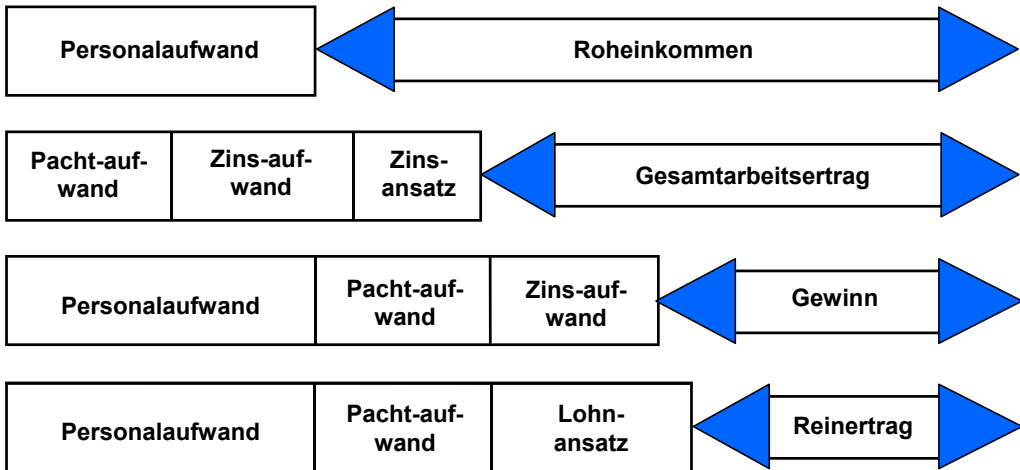 Personalaufwand
Roheinkommen
Pacht-auf-
wand
Zins-auf-
wand
Zins-
ansatz
Gesamtarbeitsertrag
Personalaufwand
Pacht-auf-
wand
Zins-auf-
wand
Gewinn
Personalaufwand
Pacht-auf-
wand
Lohn-
ansatz
Reinertrag